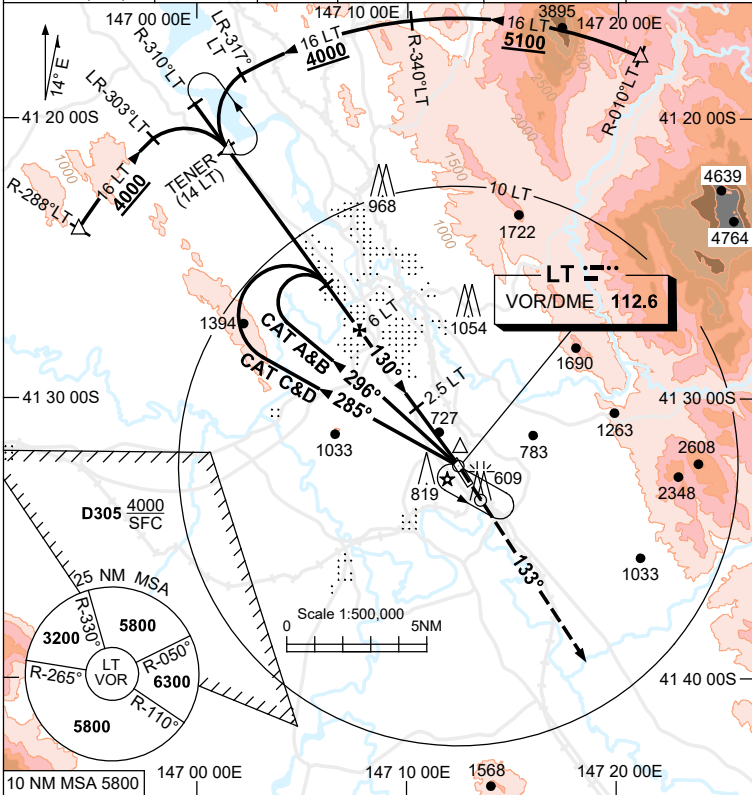 147 00 00E
147 10 00E
147 20 00E
3895
16 LT
5100
R-340°LT
R-010°LT
LR-317°
LT
16 LT
4000
R-310°LT
14° E
LR-303°LT
41 20 00S
41 20 00S
1000
16 LT
4000
R-288°LT
TENER
(14 LT)
2500
2000
1500
1000
968
10 LT
1722
4639
4764
LT
VOR/DME 112.6
1054
1394
6 LT
130°
CAT A&B 296°
CAT C&D 285°
2.5 LT
1690
41 30 00S
41 30 00S
727
1033
783
1263
2608
2348
819
609
D305 4000
SFC
1033
133°
25 NM MSA
R-330°
5800
3200
LT
VOR
R-050°
6300
R-265°
R-110°
5800
Scale 1:500,000
0 5NM
41 40 00S
147 00 00E
147 10 00E
147 20 00E
1568
10 NM MSA 5800